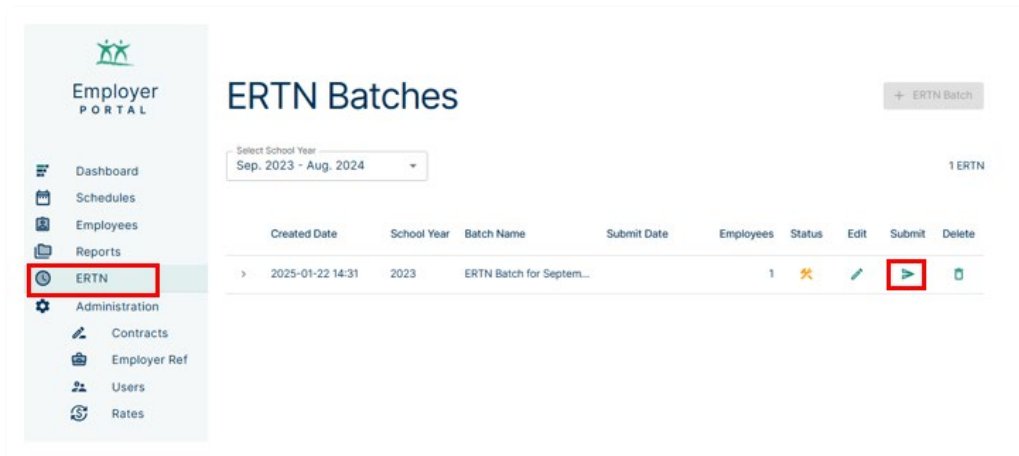 Employer
PORTAL
Dashboard
Schedules
Employees
Reports
ERTN
Administration
Contracts
Employer Ref
Users
Rates
ERTN Batches
+ ERTN Batch
Select School Year
Sep. 2023 - Aug. 2024
1 ERTN
Created Date School Year Batch Name Submit Date Employees Status Edit Submit Delete
2025-01-22 14:31 2023 ERTN Batch for Septem... 1